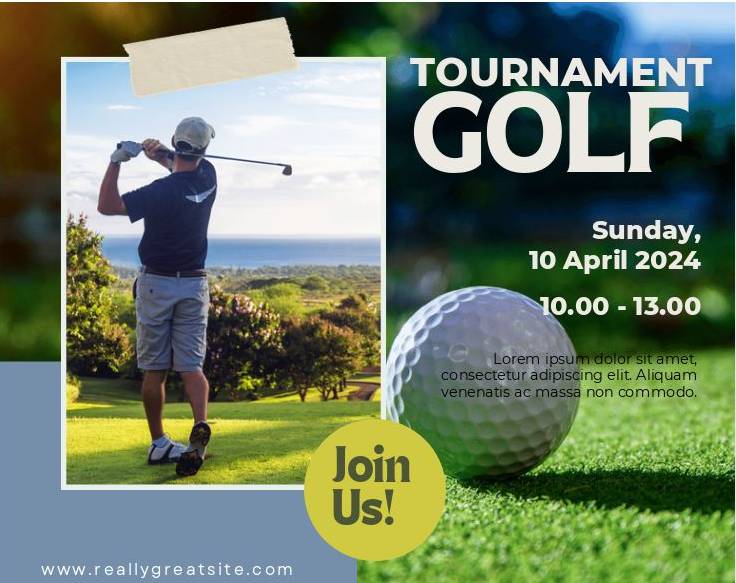 TOURNAMENT
GOLF
Sunday,
10 April 2024
10.00 - 13.00
Lorem ipsum dolor sit amet,
consectetur adipiscing elit. Aliquam
venenatis ac massa non commodo.
Join
Us!
www.reallygreatsite.com